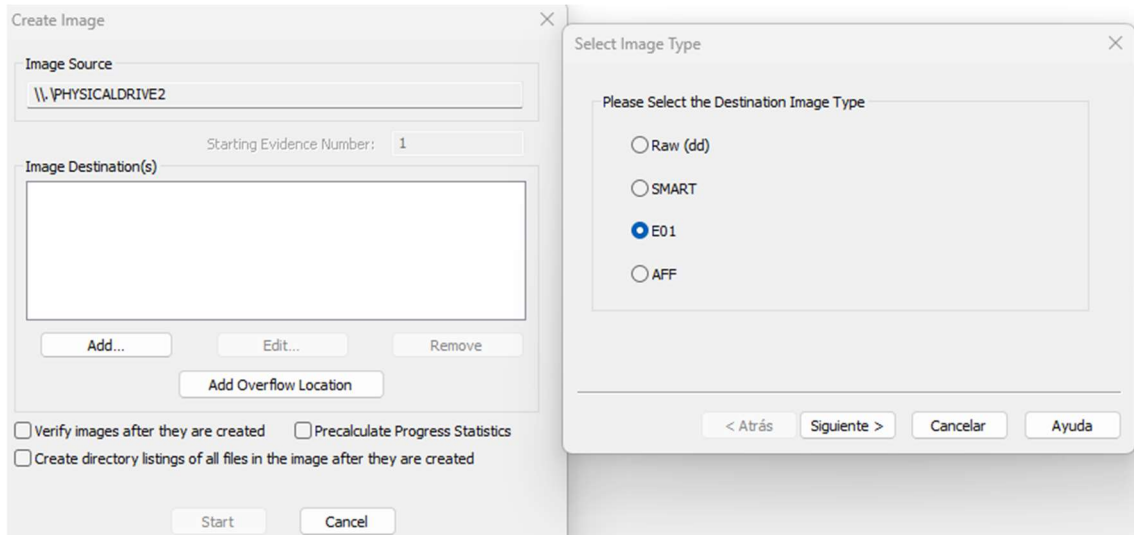 Create Image
Image Source
\\.\PHYSICALDRIVE2
Starting Evidence Number: 1
Image Destination(s)
Add... Edit... Remove
Add Overflow Location
Verify images after they are created Precalculate Progress Statistics
Create directory listings of all files in the image after they are created
Start Cancel
Select Image Type
Please Select the Destination Image Type
Raw (dd)
SMART
E01
AFF
< Atrás Siguiente > Cancelar Ayuda